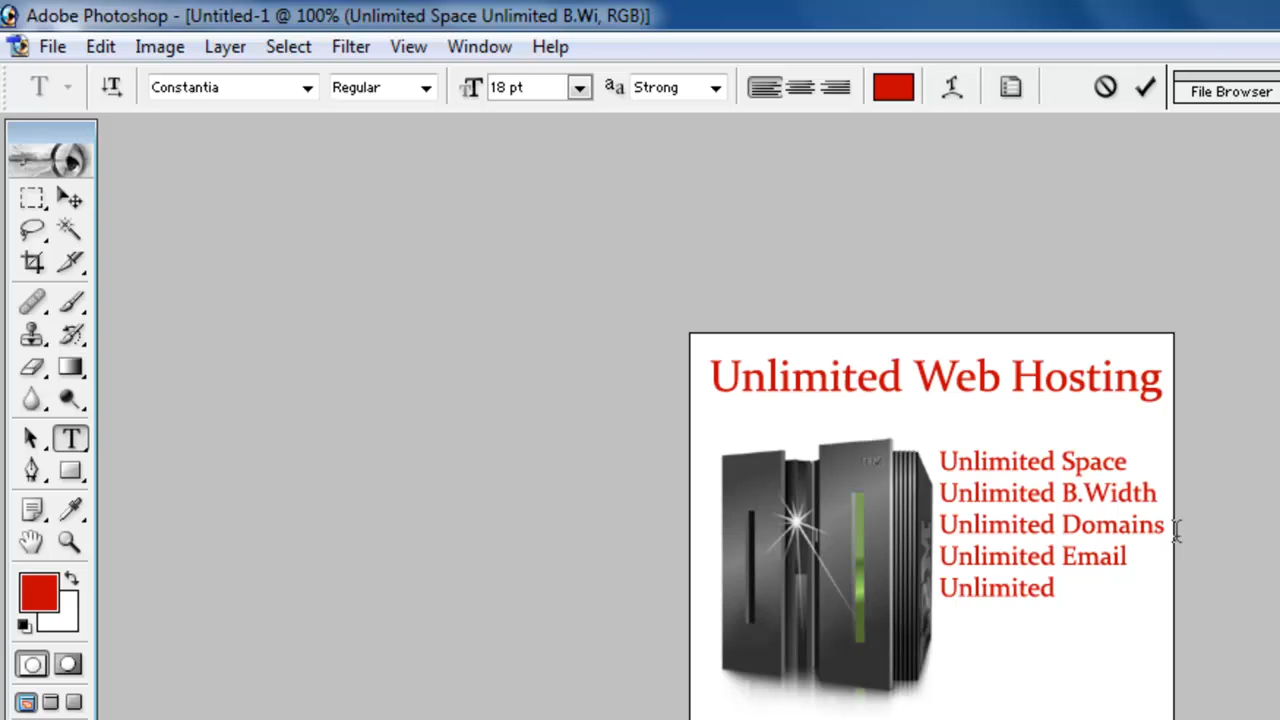 Adobe Photoshop - [Untitled-1 @ 100% (Unlimited Space Unlimited B.Wi, RGB)]
File Edit Image Layer Select Filter View Window Help
Constantia Regular 18 pt Strong File Browser
Unlimited Web Hosting
Unlimited Space
Unlimited B.Width
Unlimited Domains
Unlimited Email
Unlimited